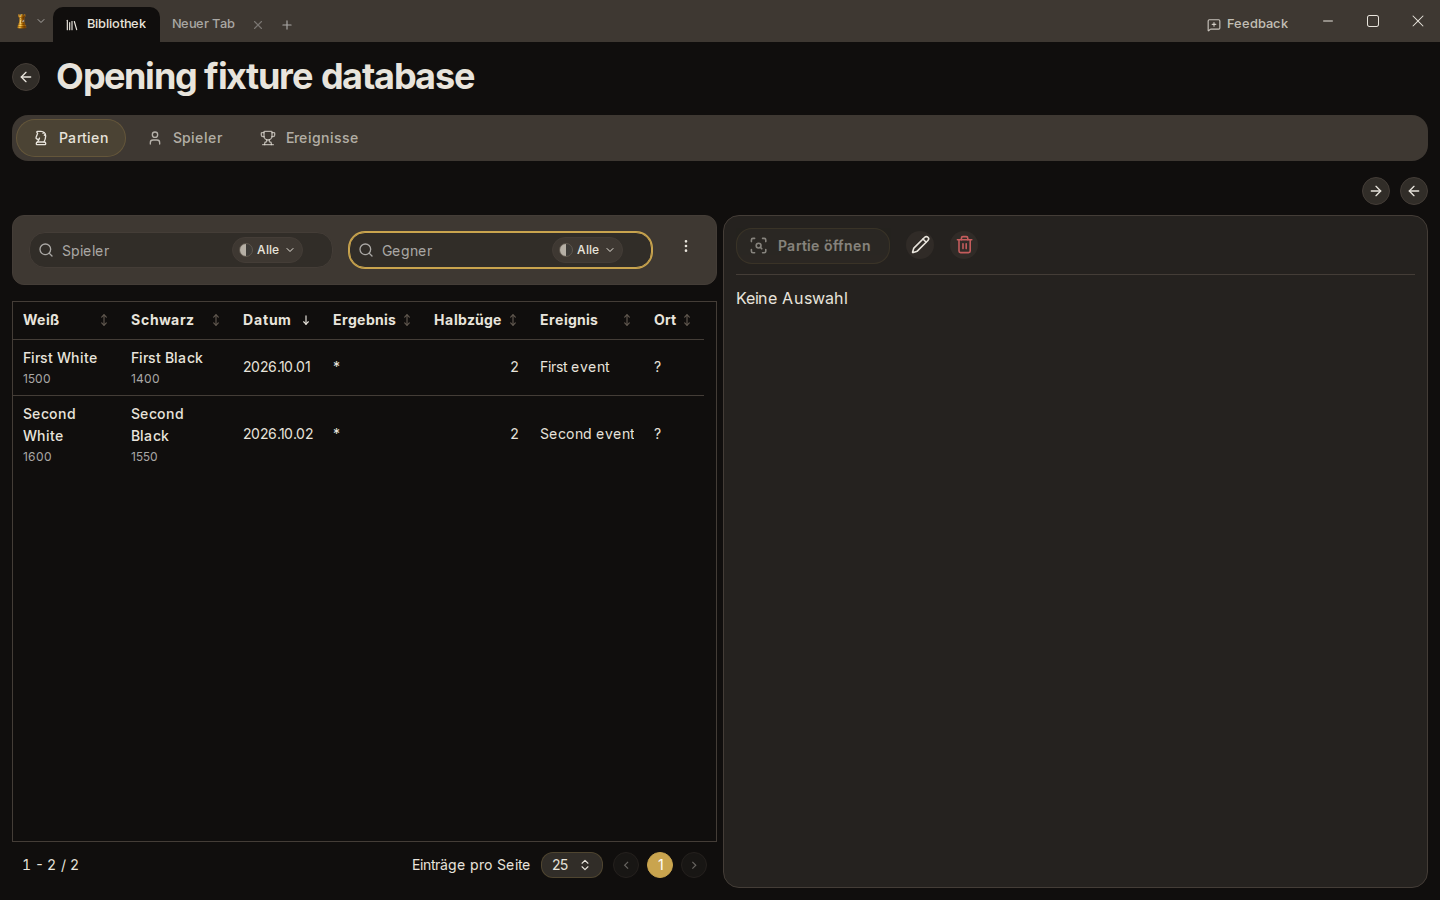 Bibliothek
Neuer Tab
Feedback
Opening fixture database
Partien
Spieler
Ereignisse
Spieler
Alle
Gegner
Alle
Partie öffnen
Keine Auswahl
Weiß
Schwarz
Datum
Ergebnis
Halbzüge
Ereignis
Ort
First White
1500
First Black
1400
2026.10.01
*
2
First event
?
Second
White
1600
Second
Black
1550
2026.10.02
*
2
Second event
?
1 - 2 / 2
Einträge pro Seite
25
1